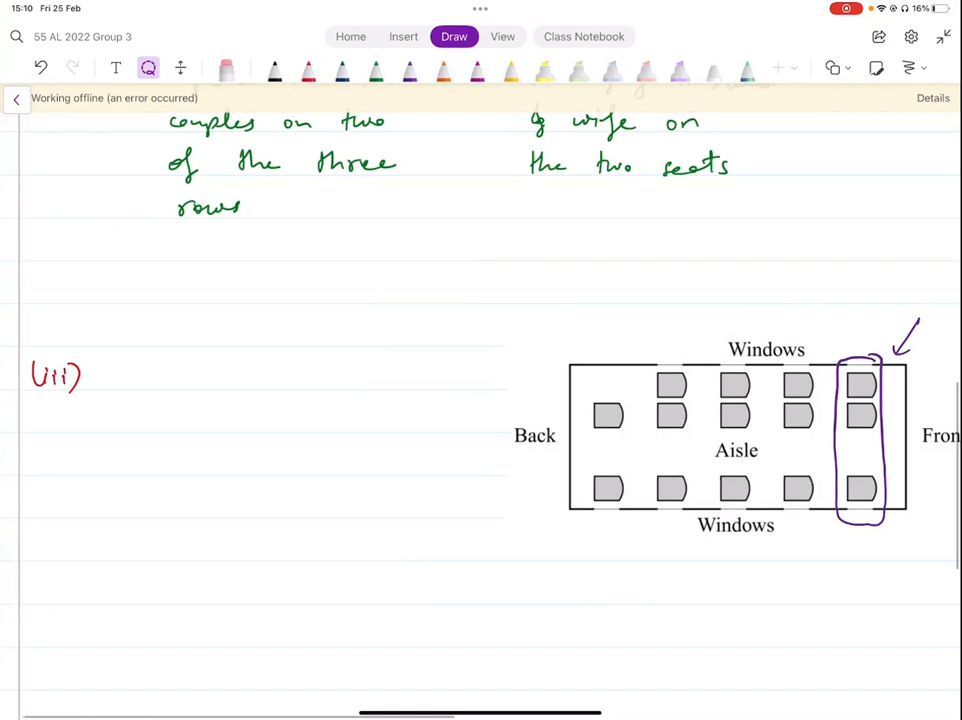 15:10 Fri 25 Feb
16%
55 AL 2022 Group 3
Home Insert Draw View Class Notebook
Working offline (an error occurred)
Details
couples on two
of the three
rows
& wife on
the two seats
(iii)
Windows
Back
Aisle
Fron
Windows